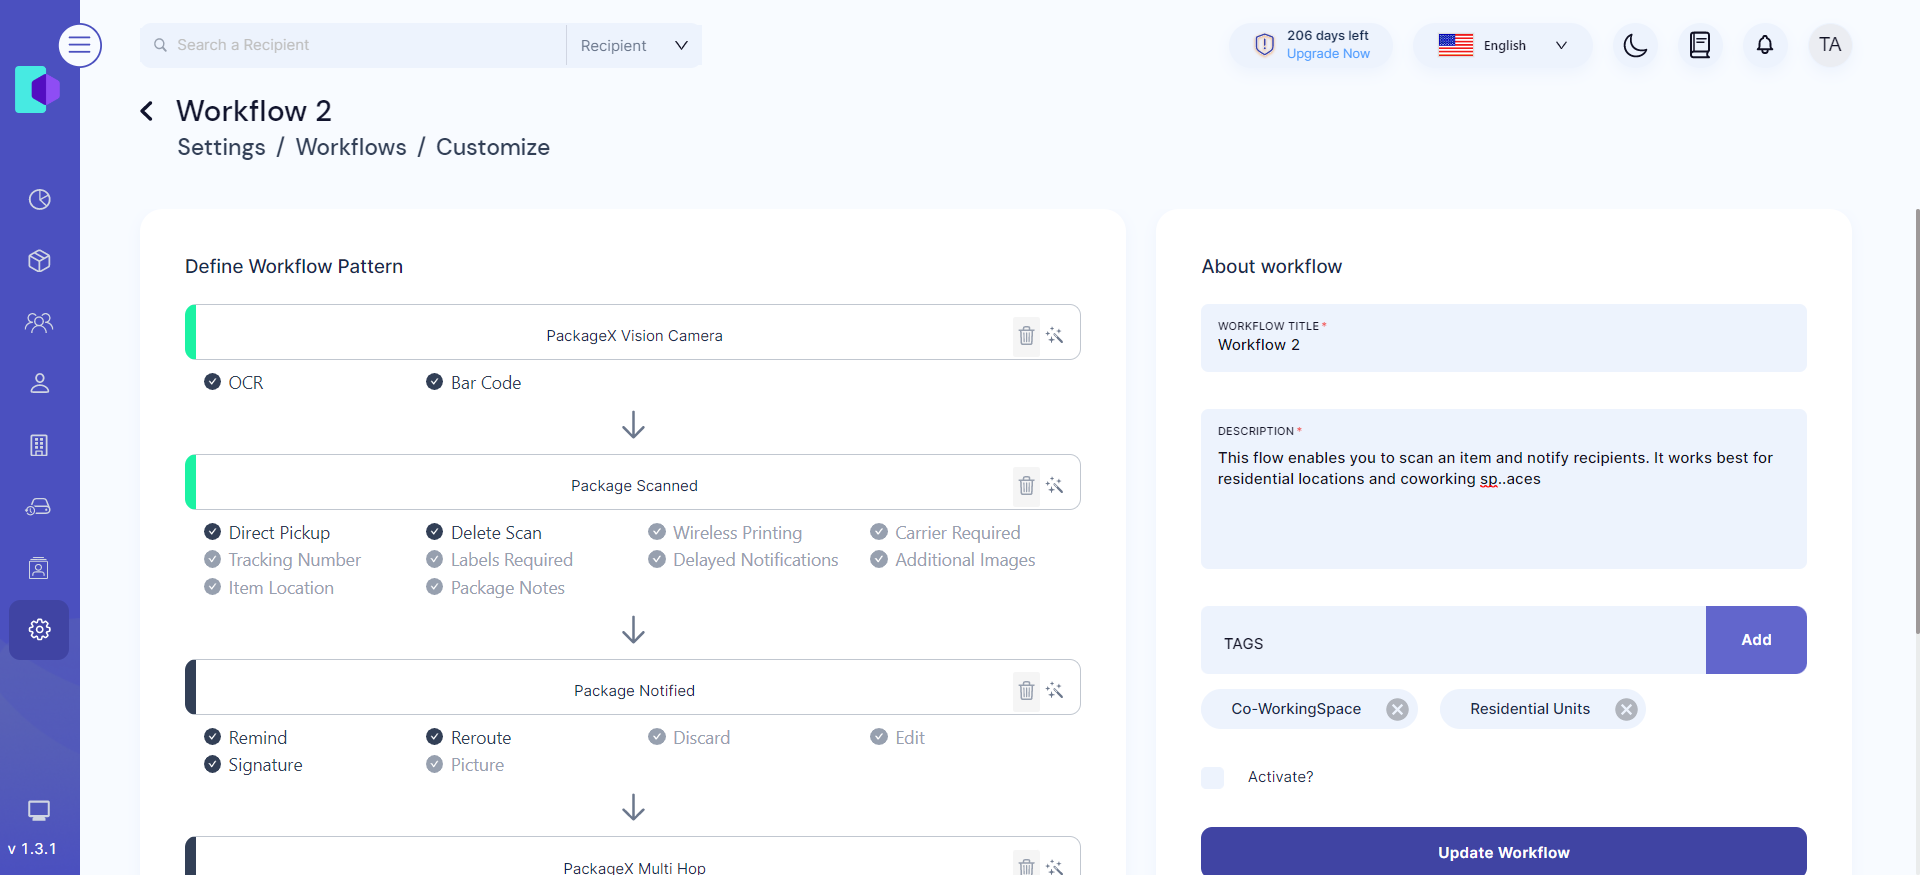 Search a Recipient
Recipient
206 days left
Upgrade Now
English
TA
Workflow 2
Settings / Workflows / Customize
Define Workflow Pattern
PackageX Vision Camera
OCR
Bar Code
Package Scanned
Direct Pickup
Delete Scan
Wireless Printing
Carrier Required
Tracking Number
Labels Required
Delayed Notifications
Additional Images
Item Location
Package Notes
Package Notified
Remind
Reroute
Discard
Edit
Signature
Picture
PackageX Multi Hop
About workflow
WORKFLOW TITLE *
Workflow 2
DESCRIPTION *
This flow enables you to scan an item and notify recipients. It works best for
residential locations and coworking sp..aces
TAGS
Add
Co-WorkingSpace
Residential Units
Activate?
Update Workflow
v 1.3.1